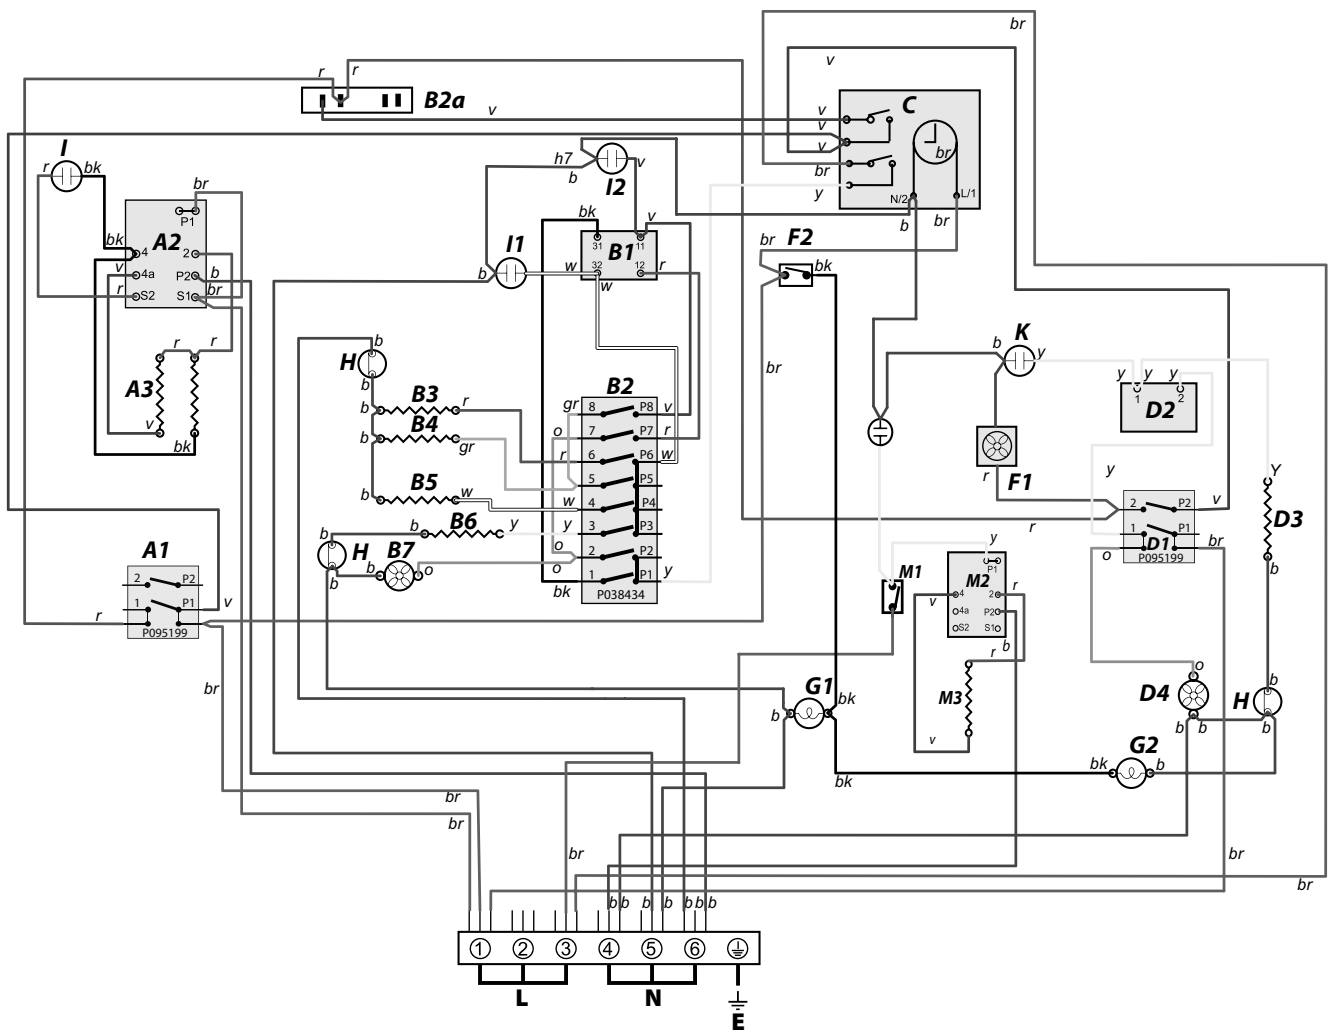 br
v
r
r
B2a
v
C
v
v
v
br
br
y
N/2
L/1
b
br
I
r
bk
br
P1
bk
A2
4
2
v
4a
P2
b
r
S2
S1
br
h7
b
v
I2
bk
v
I1
31
11
B1
32
12
b
w
r
w
br
F2
bk
br
r
r
A3
v
bk
b
H
b
b
B3
r
b
B4
gr
b
B5
w
b
B6
y
b
H
b
B7
b
o
B2
gr
8
P8
v
o
7
P7
r
r
6
P6
w
5
P5
w
4
P4
y
3
P3
o
2
P2
o
1
P1
y
bk
P038434
K
b
y
y
y
y
1
2
D2
F1
r
y
Y
D3
b
2
P2
v
r
1
P1
o
D1
br
P095199
A1
2
P2
1
P1
v
r
P095199
br
M1
y
P1
M2
v
4
2
r
4a
P2
S2
S1
b
r
M3
v
G1
b
bk
bk
o
D4
b
b
b
H
b
G2
bk
b
br
br
br
br
br
b
b
b
b
b
b
b
1
2
3
4
5
6
L
N
E